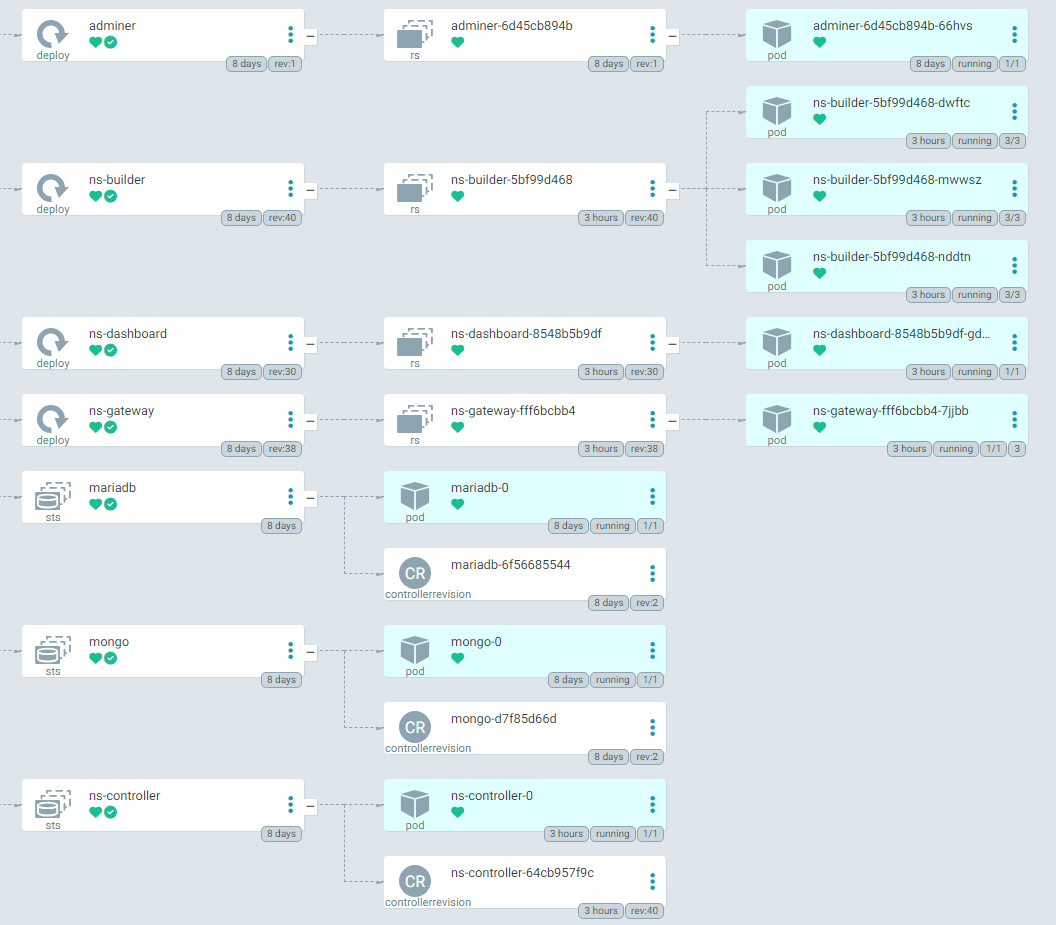 adminer
deploy
8 days
rev:1
adminer-6d45cb894b
rs
8 days
rev:1
adminer-6d45cb894b-66hvs
pod
8 days
running
1/1
ns-builder-5bf99d468-dwftc
pod
3 hours
running
3/3
ns-builder
deploy
8 days
rev:40
ns-builder-5bf99d468
rs
3 hours
rev:40
ns-builder-5bf99d468-mwwsz
pod
3 hours
running
3/3
ns-builder-5bf99d468-nddtn
pod
3 hours
running
3/3
ns-dashboard
deploy
8 days
rev:30
ns-dashboard-8548b5b9df
rs
3 hours
rev:30
ns-dashboard-8548b5b9df-gd...
pod
3 hours
running
1/1
ns-gateway
deploy
8 days
rev:38
ns-gateway-fff6bcbb4
rs
3 hours
rev:38
ns-gateway-fff6bcbb4-7jjbb
pod
3 hours
running
1/1
3
mariadb
sts
8 days
mariadb-0
pod
8 days
running
1/1
CR
mariadb-6f56685544
controllerrevision
8 days
rev:2
mongo
sts
8 days
mongo-0
pod
8 days
running
1/1
CR
mongo-d7f85d66d
controllerrevision
8 days
rev:2
ns-controller
sts
8 days
ns-controller-0
pod
3 hours
running
1/1
CR
ns-controller-64cb957f9c
controllerrevision
3 hours
rev:40